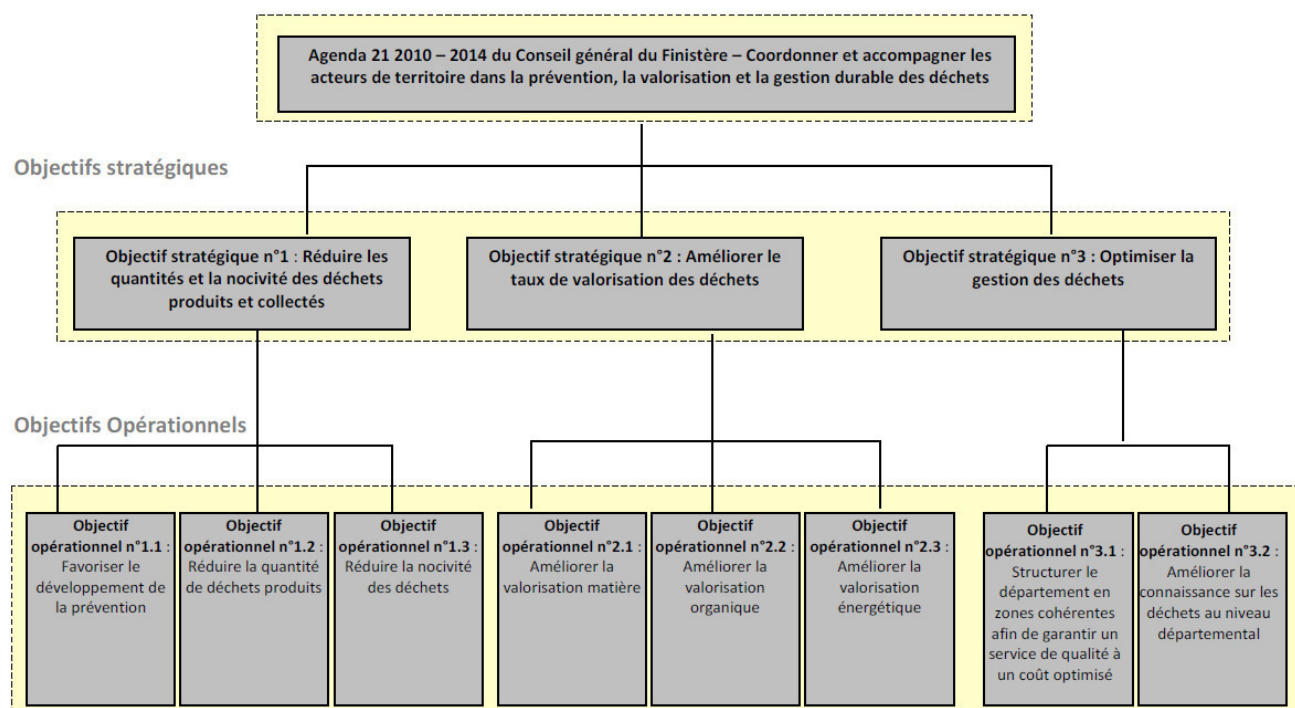 Agenda 21 2010 – 2014 du Conseil général du Finistère – Coordonner et accompagner les
acteurs de territoire dans la prévention, la valorisation et la gestion durable des déchets
Objectifs stratégiques
Objectif stratégique n°1 : Réduire les
quantités et la nocivité des déchets
produits et collectés
Objectif stratégique n°2 : Améliorer le
taux de valorisation des déchets
Objectif stratégique n°3 : Optimiser la
gestion des déchets
Objectifs Opérationnels
Objectif
opérationnel n°1.1 :
Favoriser le
développement de
la prévention
Objectif
opérationnel n°1.2 :
Réduire la quantité
de déchets produits
Objectif
opérationnel n°1.3 :
Réduire la nocivité
des déchets
Objectif
opérationnel n°2.1 :
Améliorer la
valorisation matière
Objectif
opérationnel n°2.2 :
Améliorer la
valorisation
organique
Objectif
opérationnel n°2.3 :
Améliorer la
valorisation
énergétique
Objectif
opérationnel n°3.1 :
Structurer le
département en
zones cohérentes
afin de garantir un
service de qualité à
un coût optimisé
Objectif
opérationnel n°3.2 :
Améliorer la
connaissance sur les
déchets au niveau
départemental